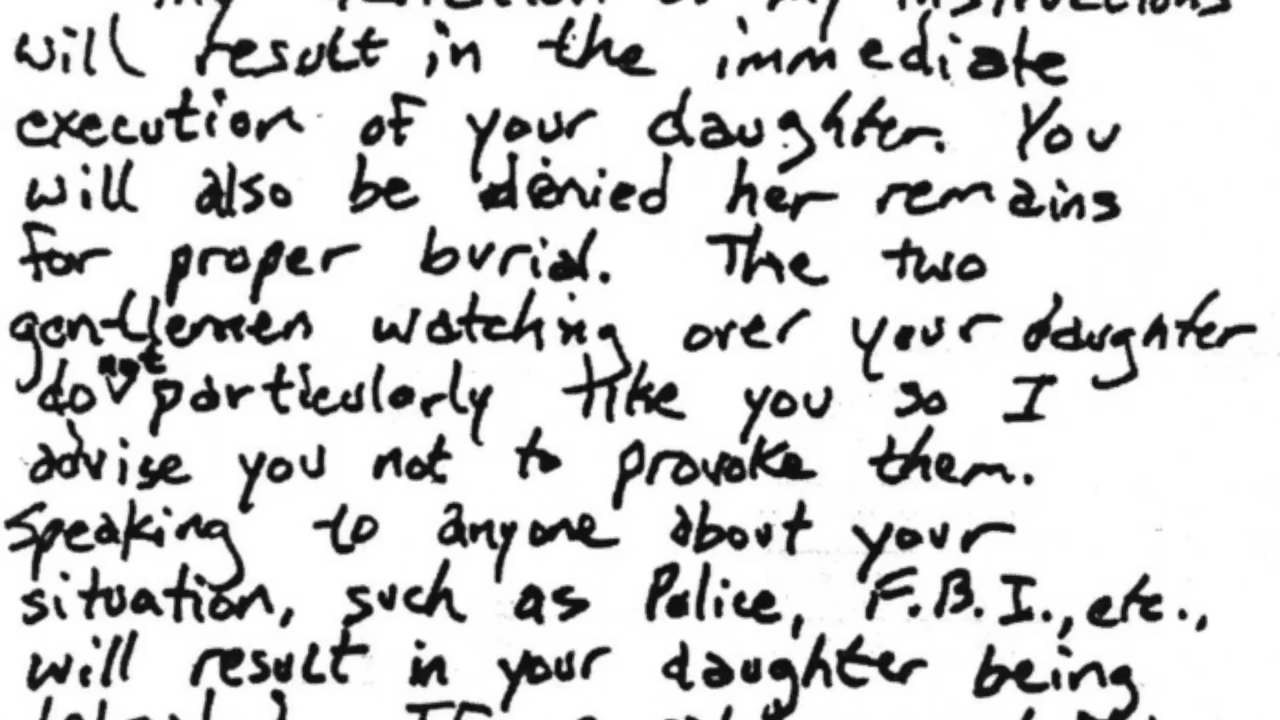 my instructions
will result in the immediate
execution of your daughter. You
will also be denied her remains
for proper burial. The two
gentlemen watching over your daughter
do not particularly like you so I
advise you not to provoke them.
Speaking to anyone about your
situation, such as Police, F.B.I., etc.,
will result in your daughter being